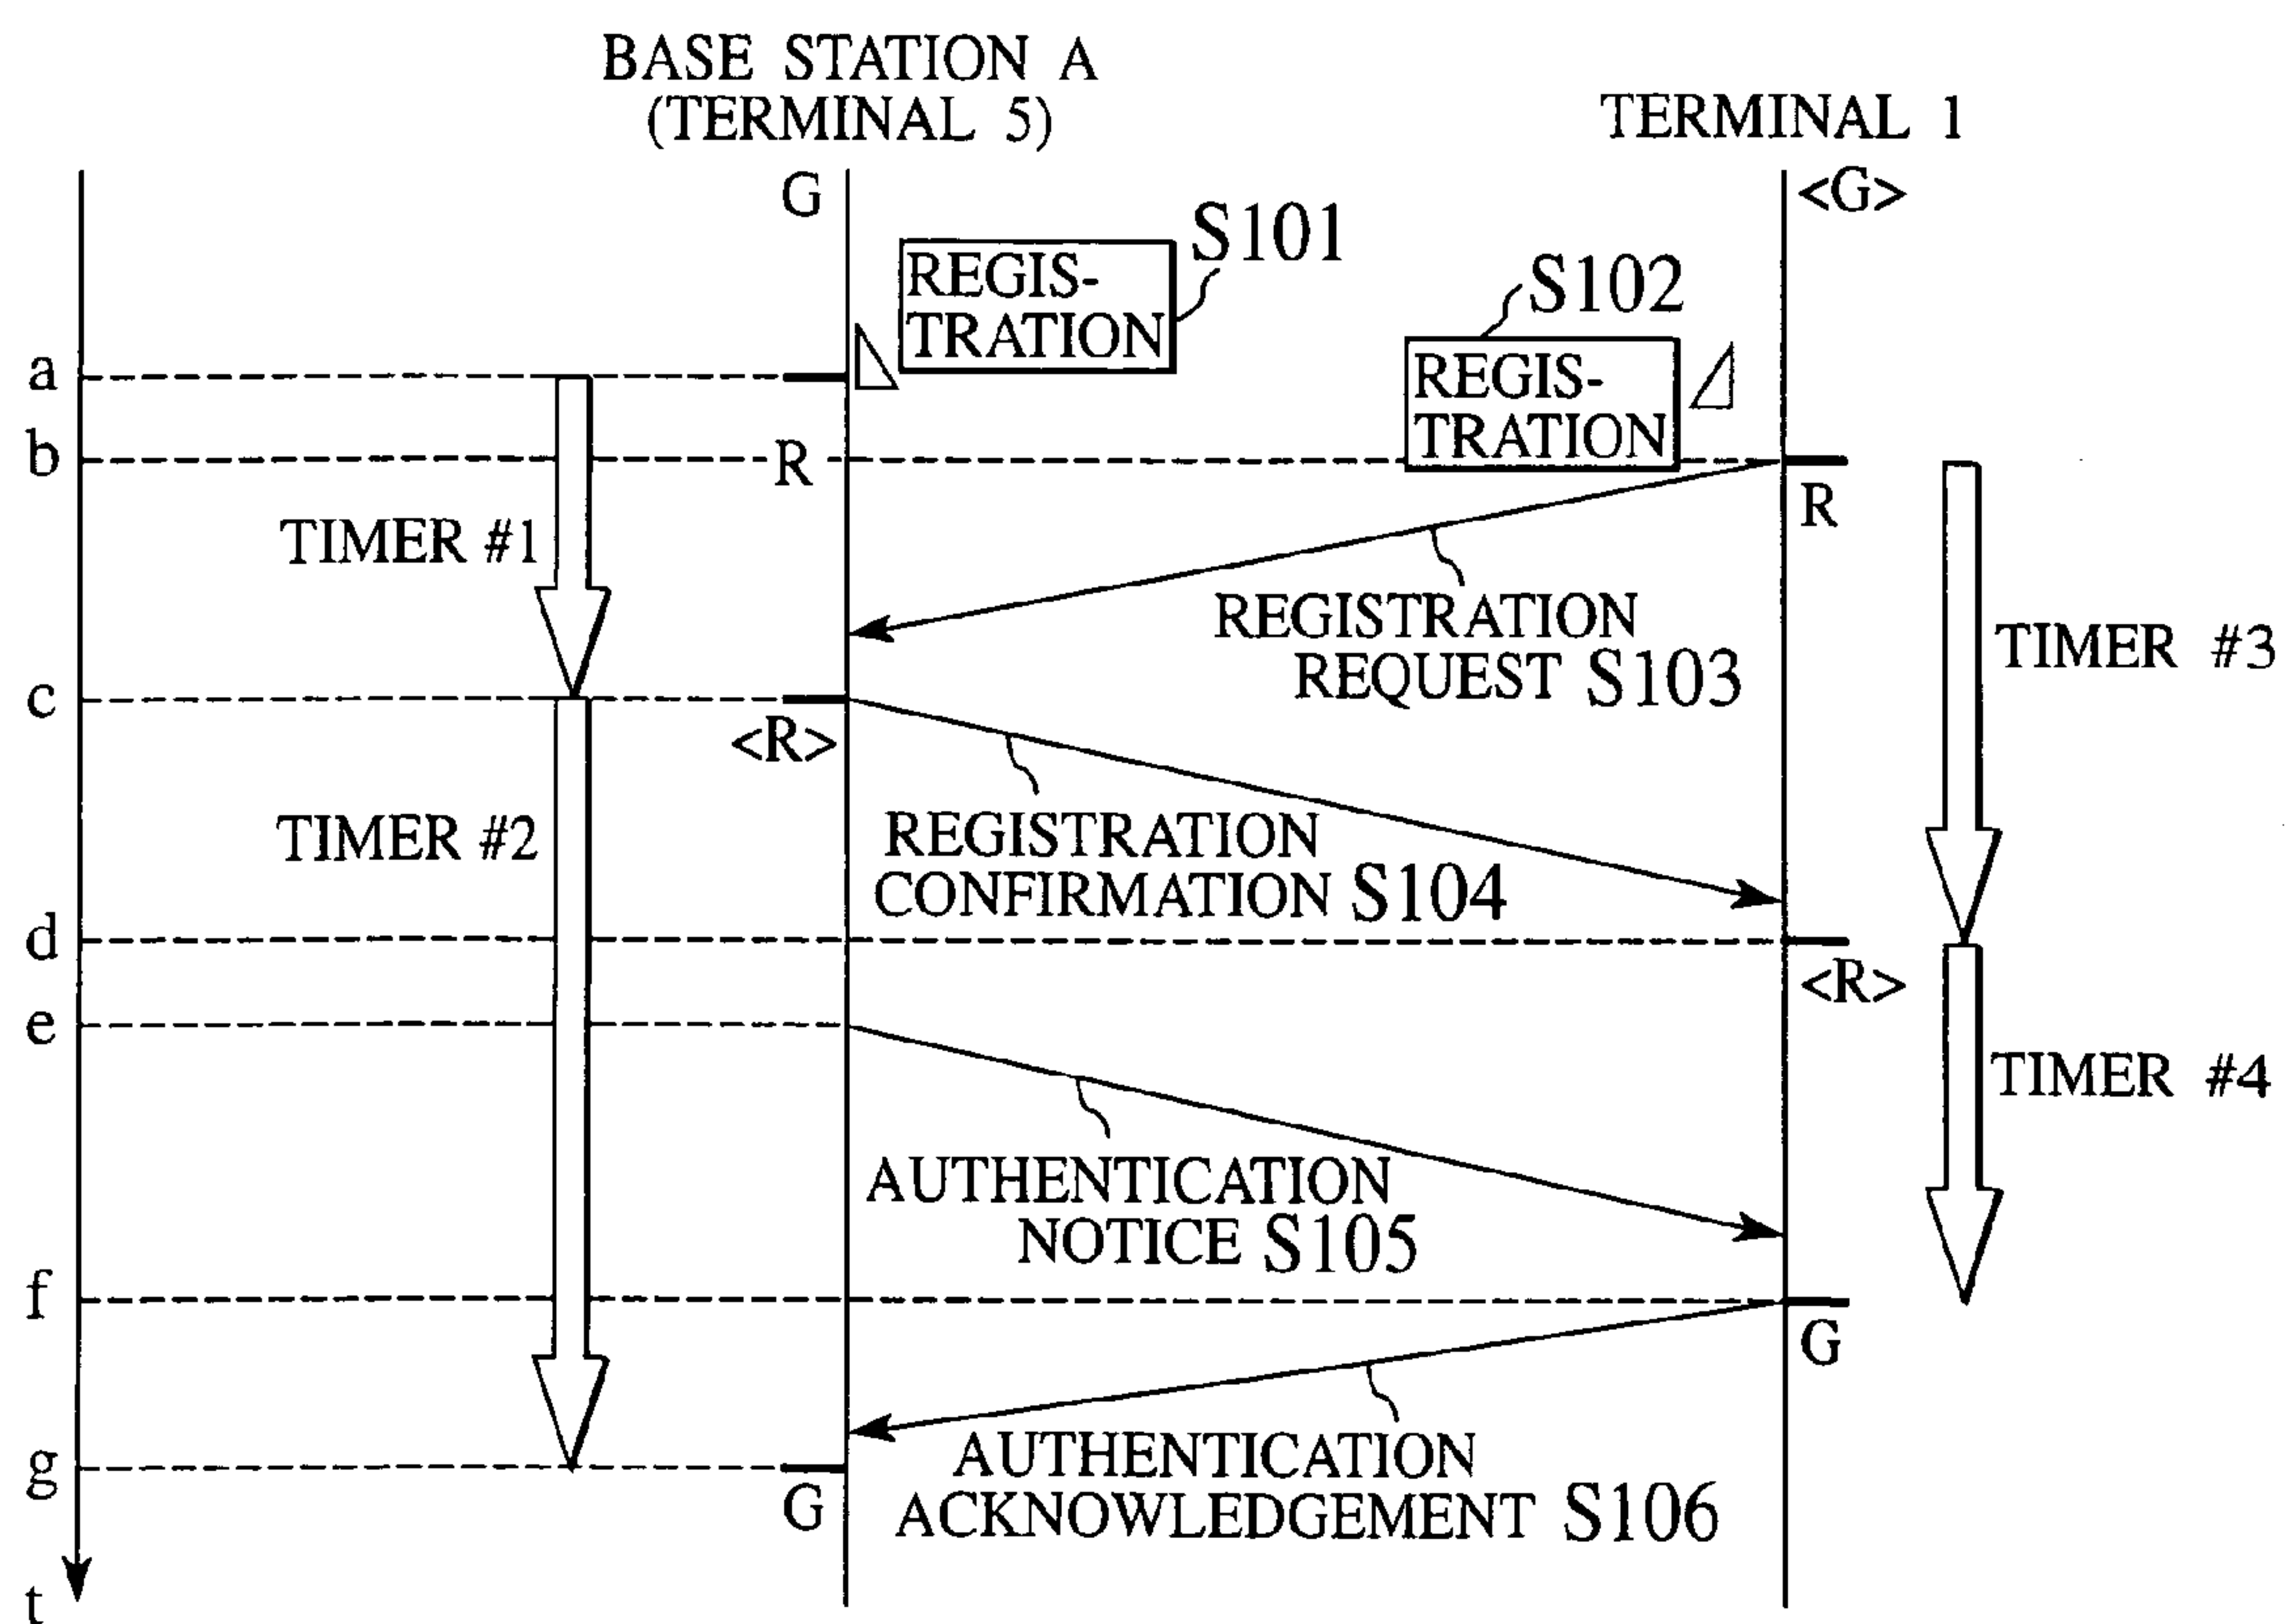 BASE STATION A
(TERMINAL 5)
TERMINAL 1
G
<G>
S101
REGIS-
TRATION
S102
REGIS-
TRATION
a
b
R
R
TIMER #1
REGISTRATION
REQUEST S103
TIMER #3
c
<R>
TIMER #2
REGISTRATION
CONFIRMATION S104
d
<R>
e
TIMER #4
AUTHENTICATION
NOTICE S105
f
G
AUTHENTICATION
ACKNOWLEDGEMENT S106
g
G
t